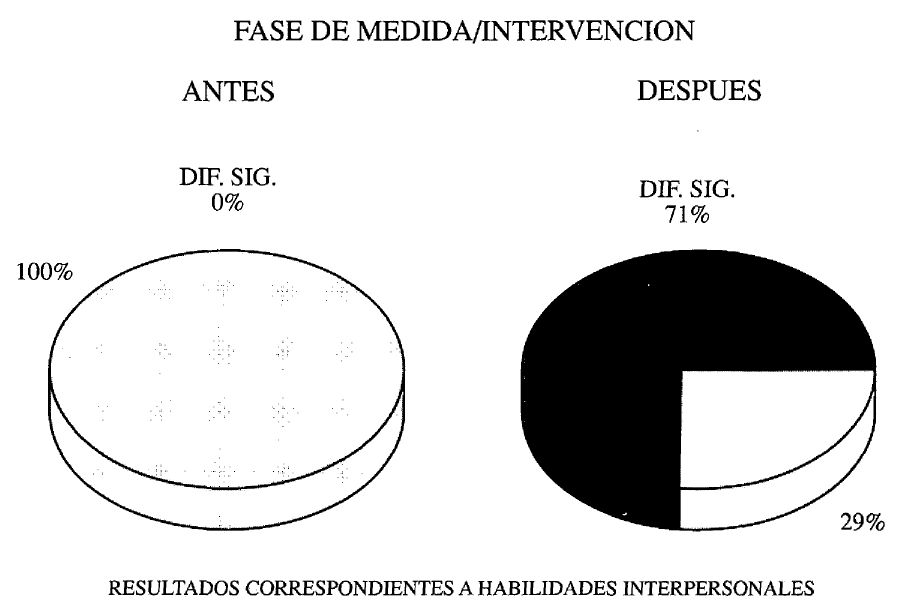 FASE DE MEDIDA/INTERVENCION
ANTES
DESPUES
DIF. SIG.
0%
DIF. SIG.
71%
100%
29%
RESULTADOS CORRESPONDIENTES A HABILIDADES INTERPERSONALES